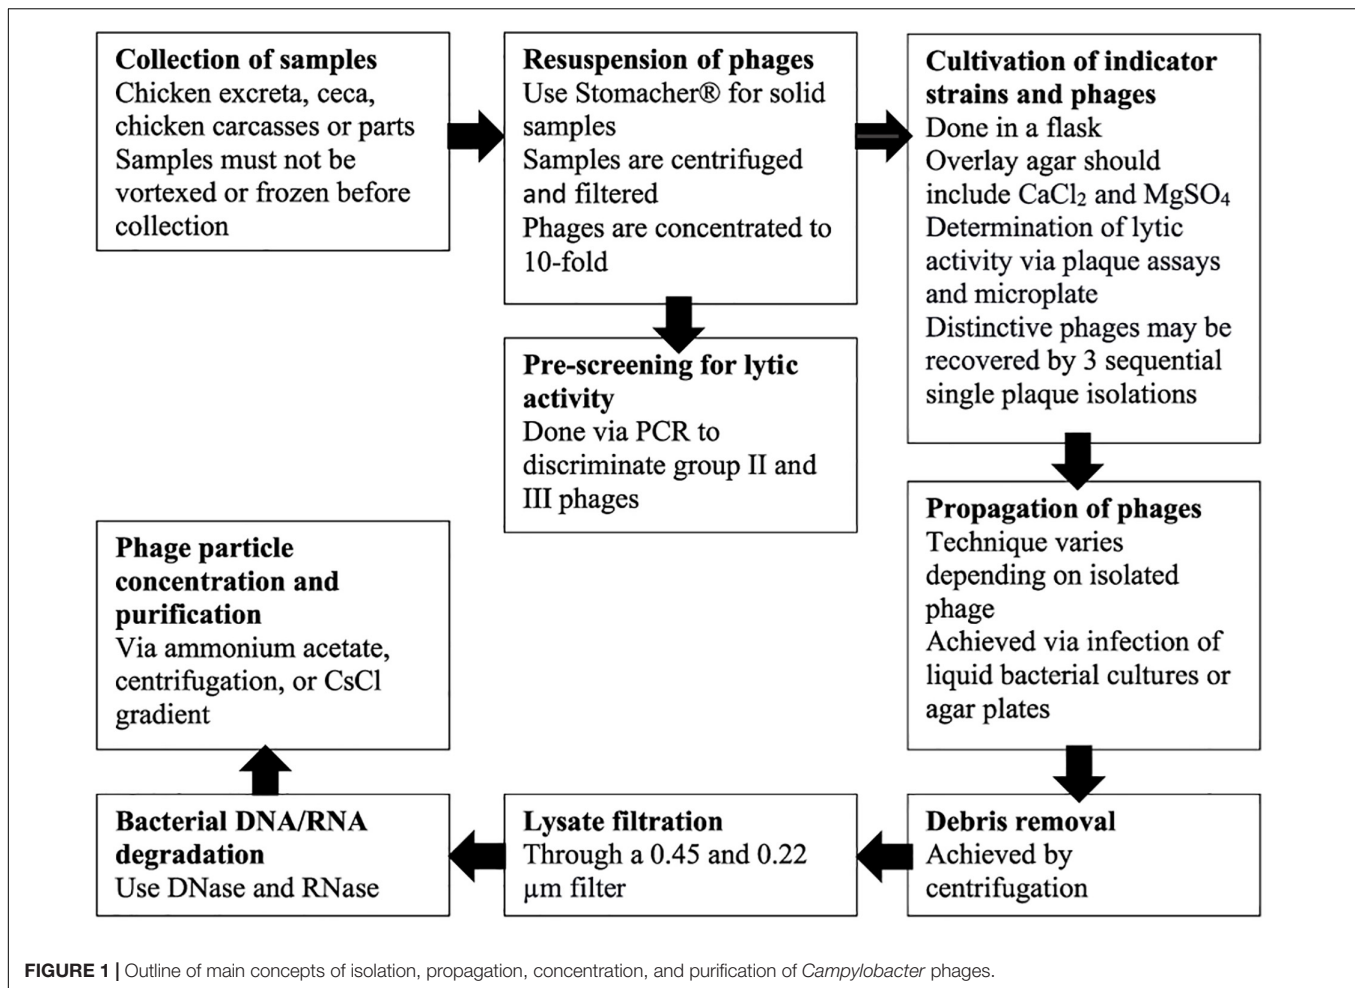 Collection of samples
Chicken excreta, ceca,
chicken carcasses or parts
Samples must not be
vortexed or frozen before
collection
Resuspension of phages
Use Stomacher® for solid
samples
Samples are centrifuged
and filtered
Phages are concentrated to
10-fold
Cultivation of indicator
strains and phages
Done in a flask
Overlay agar should
include CaCl₂ and MgSO₄
Determination of lytic
activity via plaque assays
and microplate
Distinctive phages may be
recovered by 3 sequential
single plaque isolations
Pre-screening for lytic
activity
Done via PCR to
discriminate group II and
III phages
Propagation of phages
Technique varies
depending on isolated
phage
Achieved via infection of
liquid bacterial cultures or
agar plates
Debris removal
Achieved by
centrifugation
Lysate filtration
Through a 0.45 and 0.22
µm filter
Bacterial DNA/RNA
degradation
Use DNase and RNase
Phage particle
concentration and
purification
Via ammonium acetate,
centrifugation, or CsCl
gradient
FIGURE 1 | Outline of main concepts of isolation, propagation, concentration, and purification of Campylobacter phages.